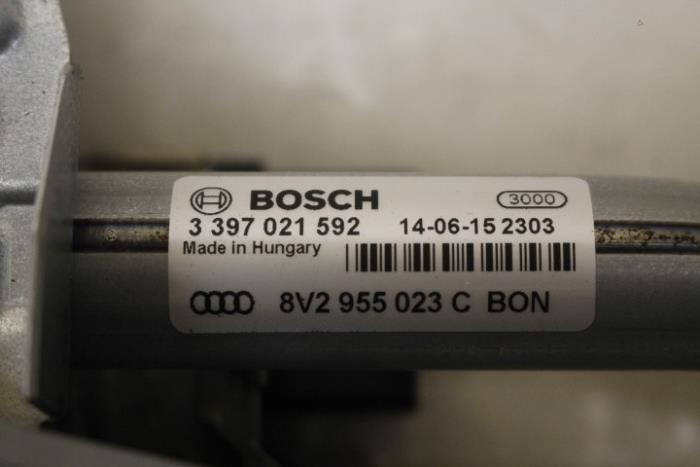 BOSCH 3000
3 397 021 592 14-06-15 2303
Made in Hungary
8V2 955 023 C BON